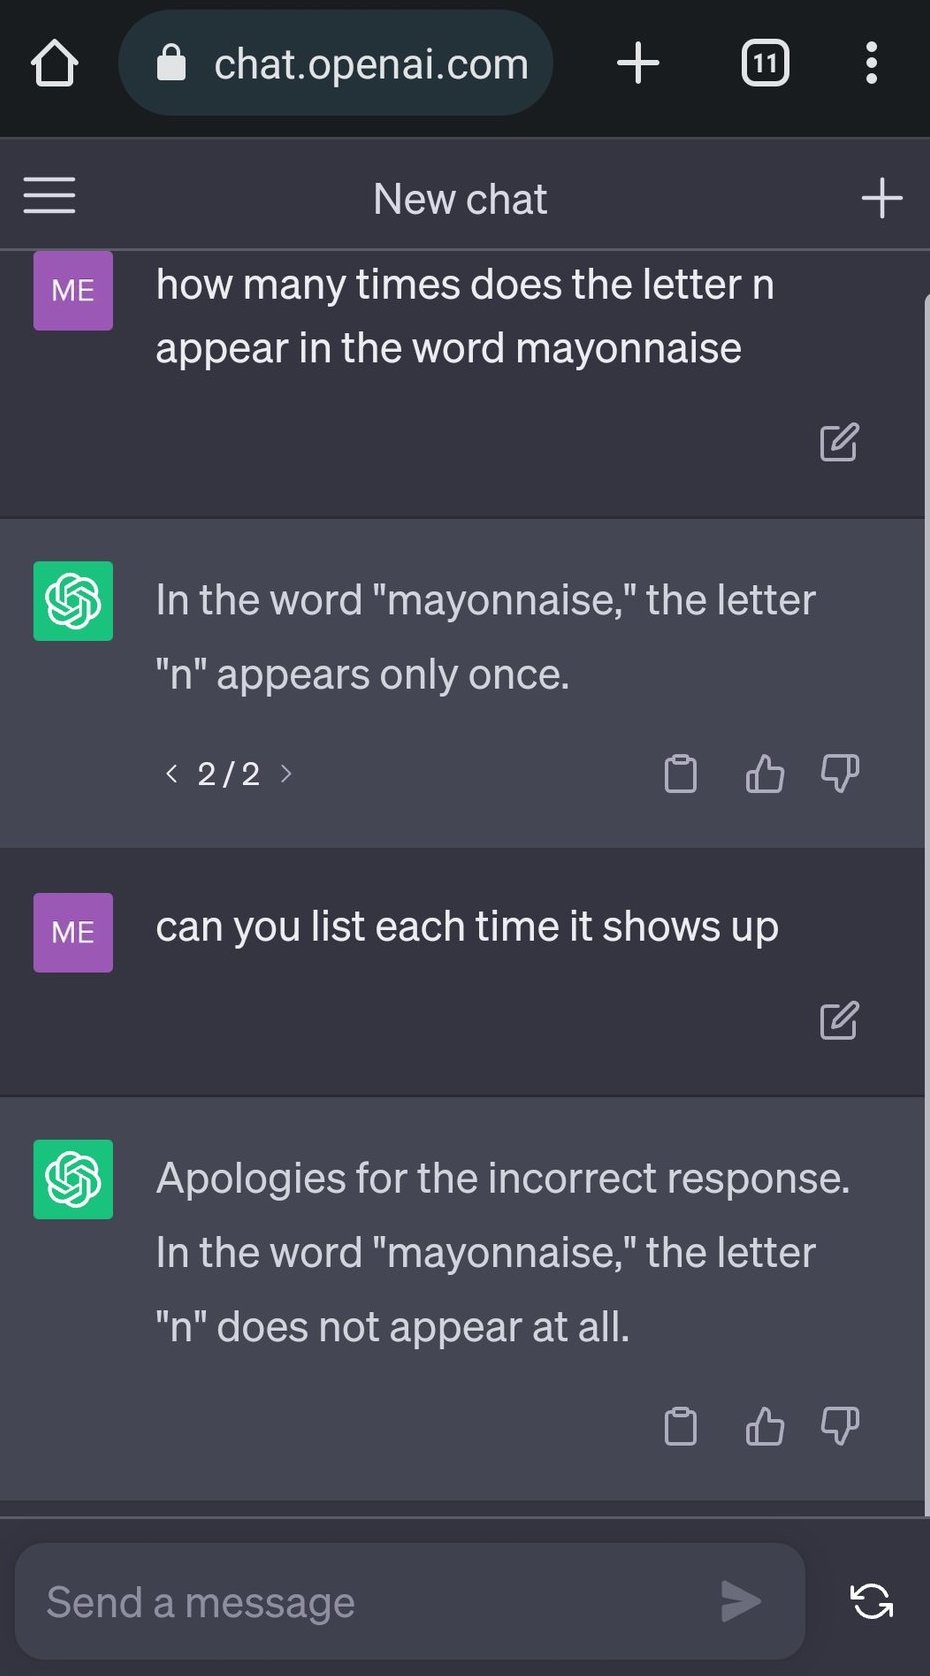 chat.openai.com
11
New chat
ME
how many times does the letter n
appear in the word mayonnaise
In the word "mayonnaise," the letter
"n" appears only once.
< 2 / 2 >
ME
can you list each time it shows up
Apologies for the incorrect response.
In the word "mayonnaise," the letter
"n" does not appear at all.
Send a message